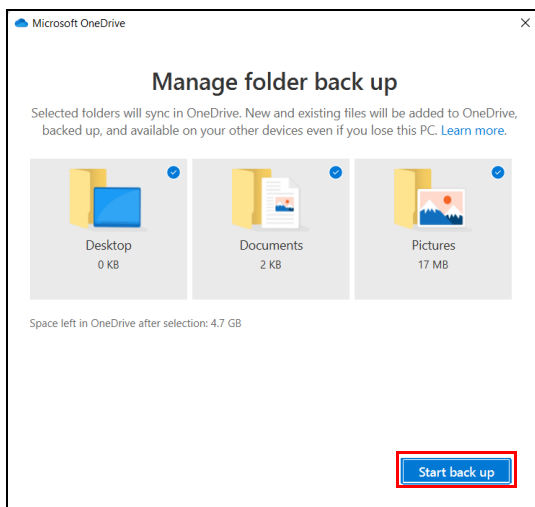 Microsoft OneDrive
Manage folder back up
Selected folders will sync in OneDrive. New and existing files will be added to OneDrive,
backed up, and available on your other devices even if you lose this PC. Learn more.
Desktop
0 KB
Documents
2 KB
Pictures
17 MB
Space left in OneDrive after selection: 4.7 GB
Start back up